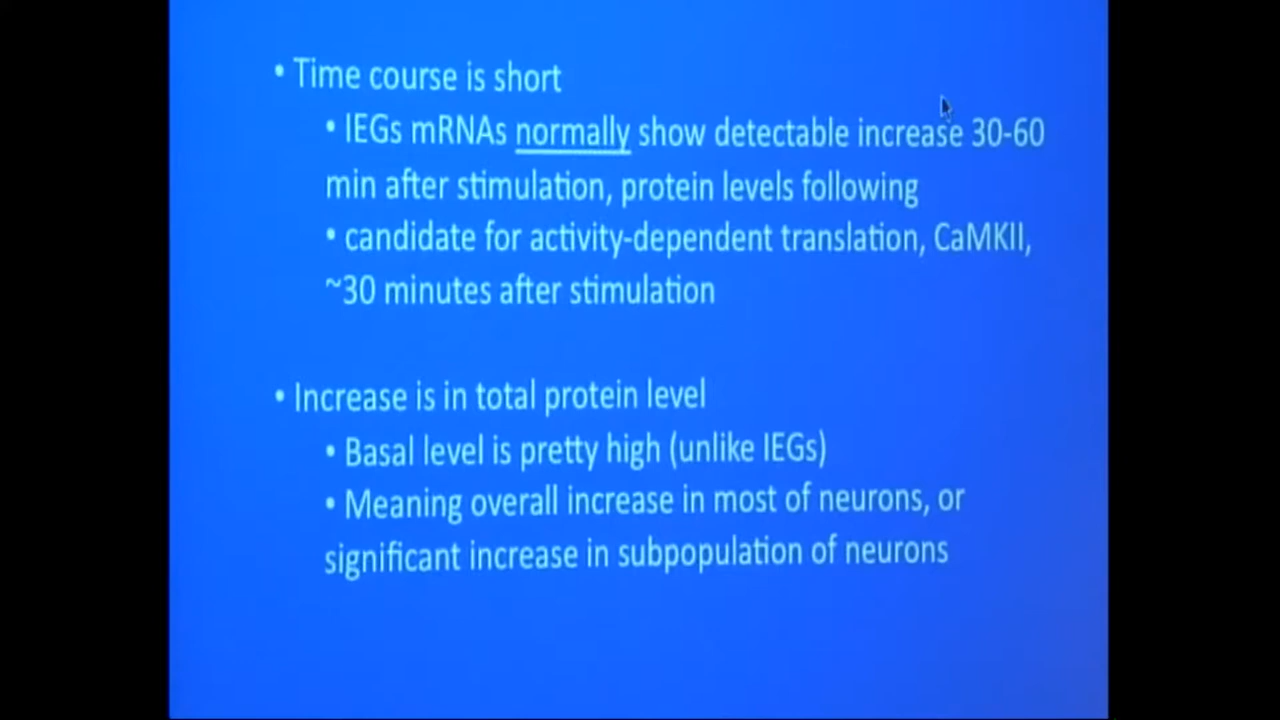 • Time course is short
• IEGs mRNAs normally show detectable increase 30-60
min after stimulation, protein levels following
• candidate for activity-dependent translation, CaMKII,
~30 minutes after stimulation
• Increase is in total protein level
• Basal level is pretty high (unlike IEGs)
• Meaning overall increase in most of neurons, or
significant increase in subpopulation of neurons